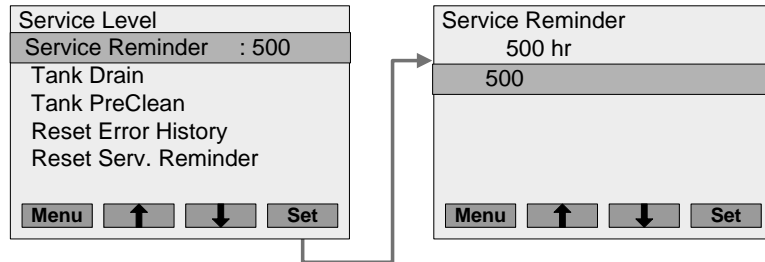 Service Level
Service Reminder : 500
Tank Drain
Tank PreClean
Reset Error History
Reset Serv. Reminder
Menu ↑ ↓ Set
Service Reminder
500 hr
500
Menu ↑ ↓ Set